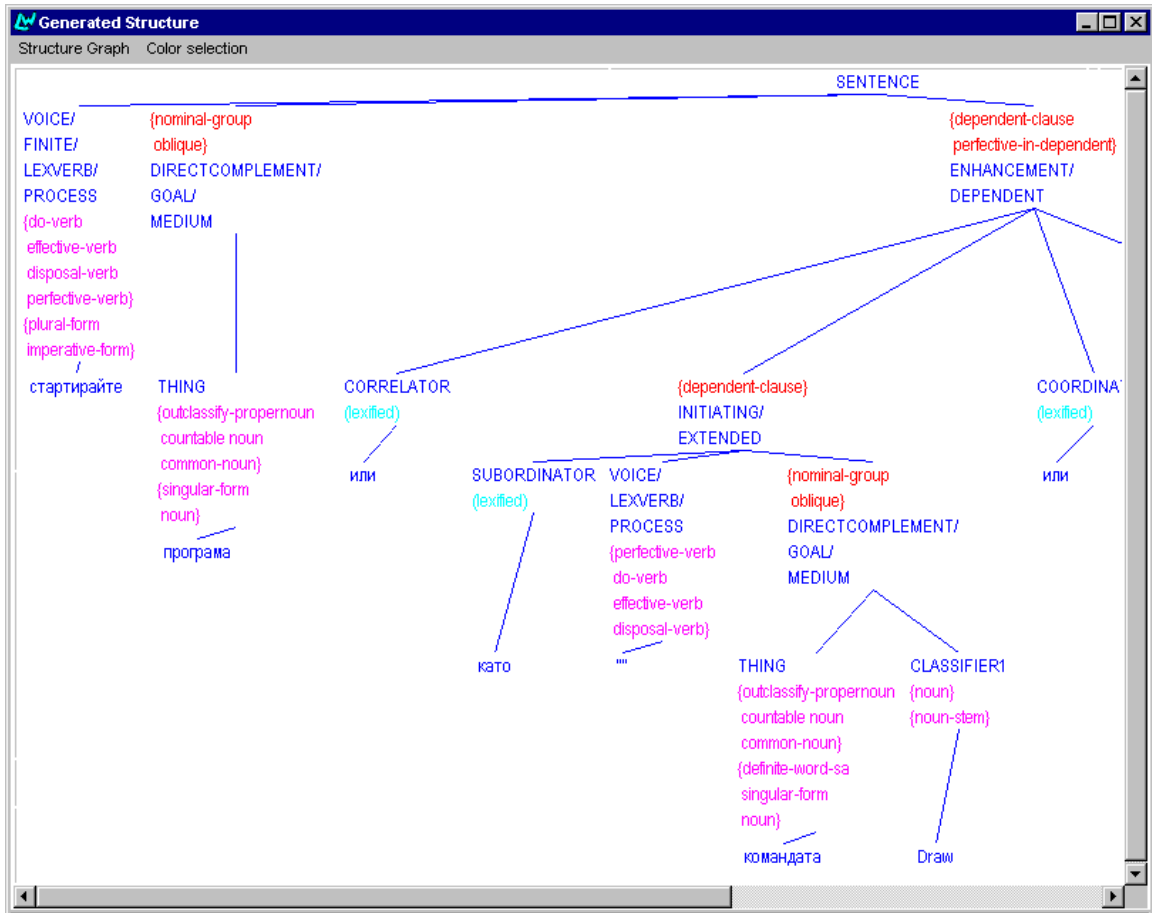 Generated Structure
Structure Graph Color selection
SENTENCE
VOICE/
FINITE/
LEXVERB/
PROCESS
{do-verb
effective-verb
disposal-verb
perfective-verb}
{plural-form
imperative-form}
стартирайте
{nominal-group
oblique}
DIRECTCOMPLEMENT/
GOAL/
MEDIUM
THING
{outclassify-propernoun
countable noun
common-noun}
{singular-form
noun}
програма
{dependent-clause
perfective-in-dependent}
ENHANCEMENT/
DEPENDENT
CORRELATOR
(lexified)
или
{dependent-clause}
INITIATING/
EXTENDED
SUBORDINATOR
(lexified)
като
VOICE/
LEXVERB/
PROCESS
{perfective-verb
do-verb
effective-verb
disposal-verb}
""
{nominal-group
oblique}
DIRECTCOMPLEMENT/
GOAL/
MEDIUM
THING
{outclassify-propernoun
countable noun
common-noun}
{definite-word-sa
singular-form
noun}
командата
CLASSIFIER1
{noun}
{noun-stem}
Draw
COORDINA
(lexified)
или